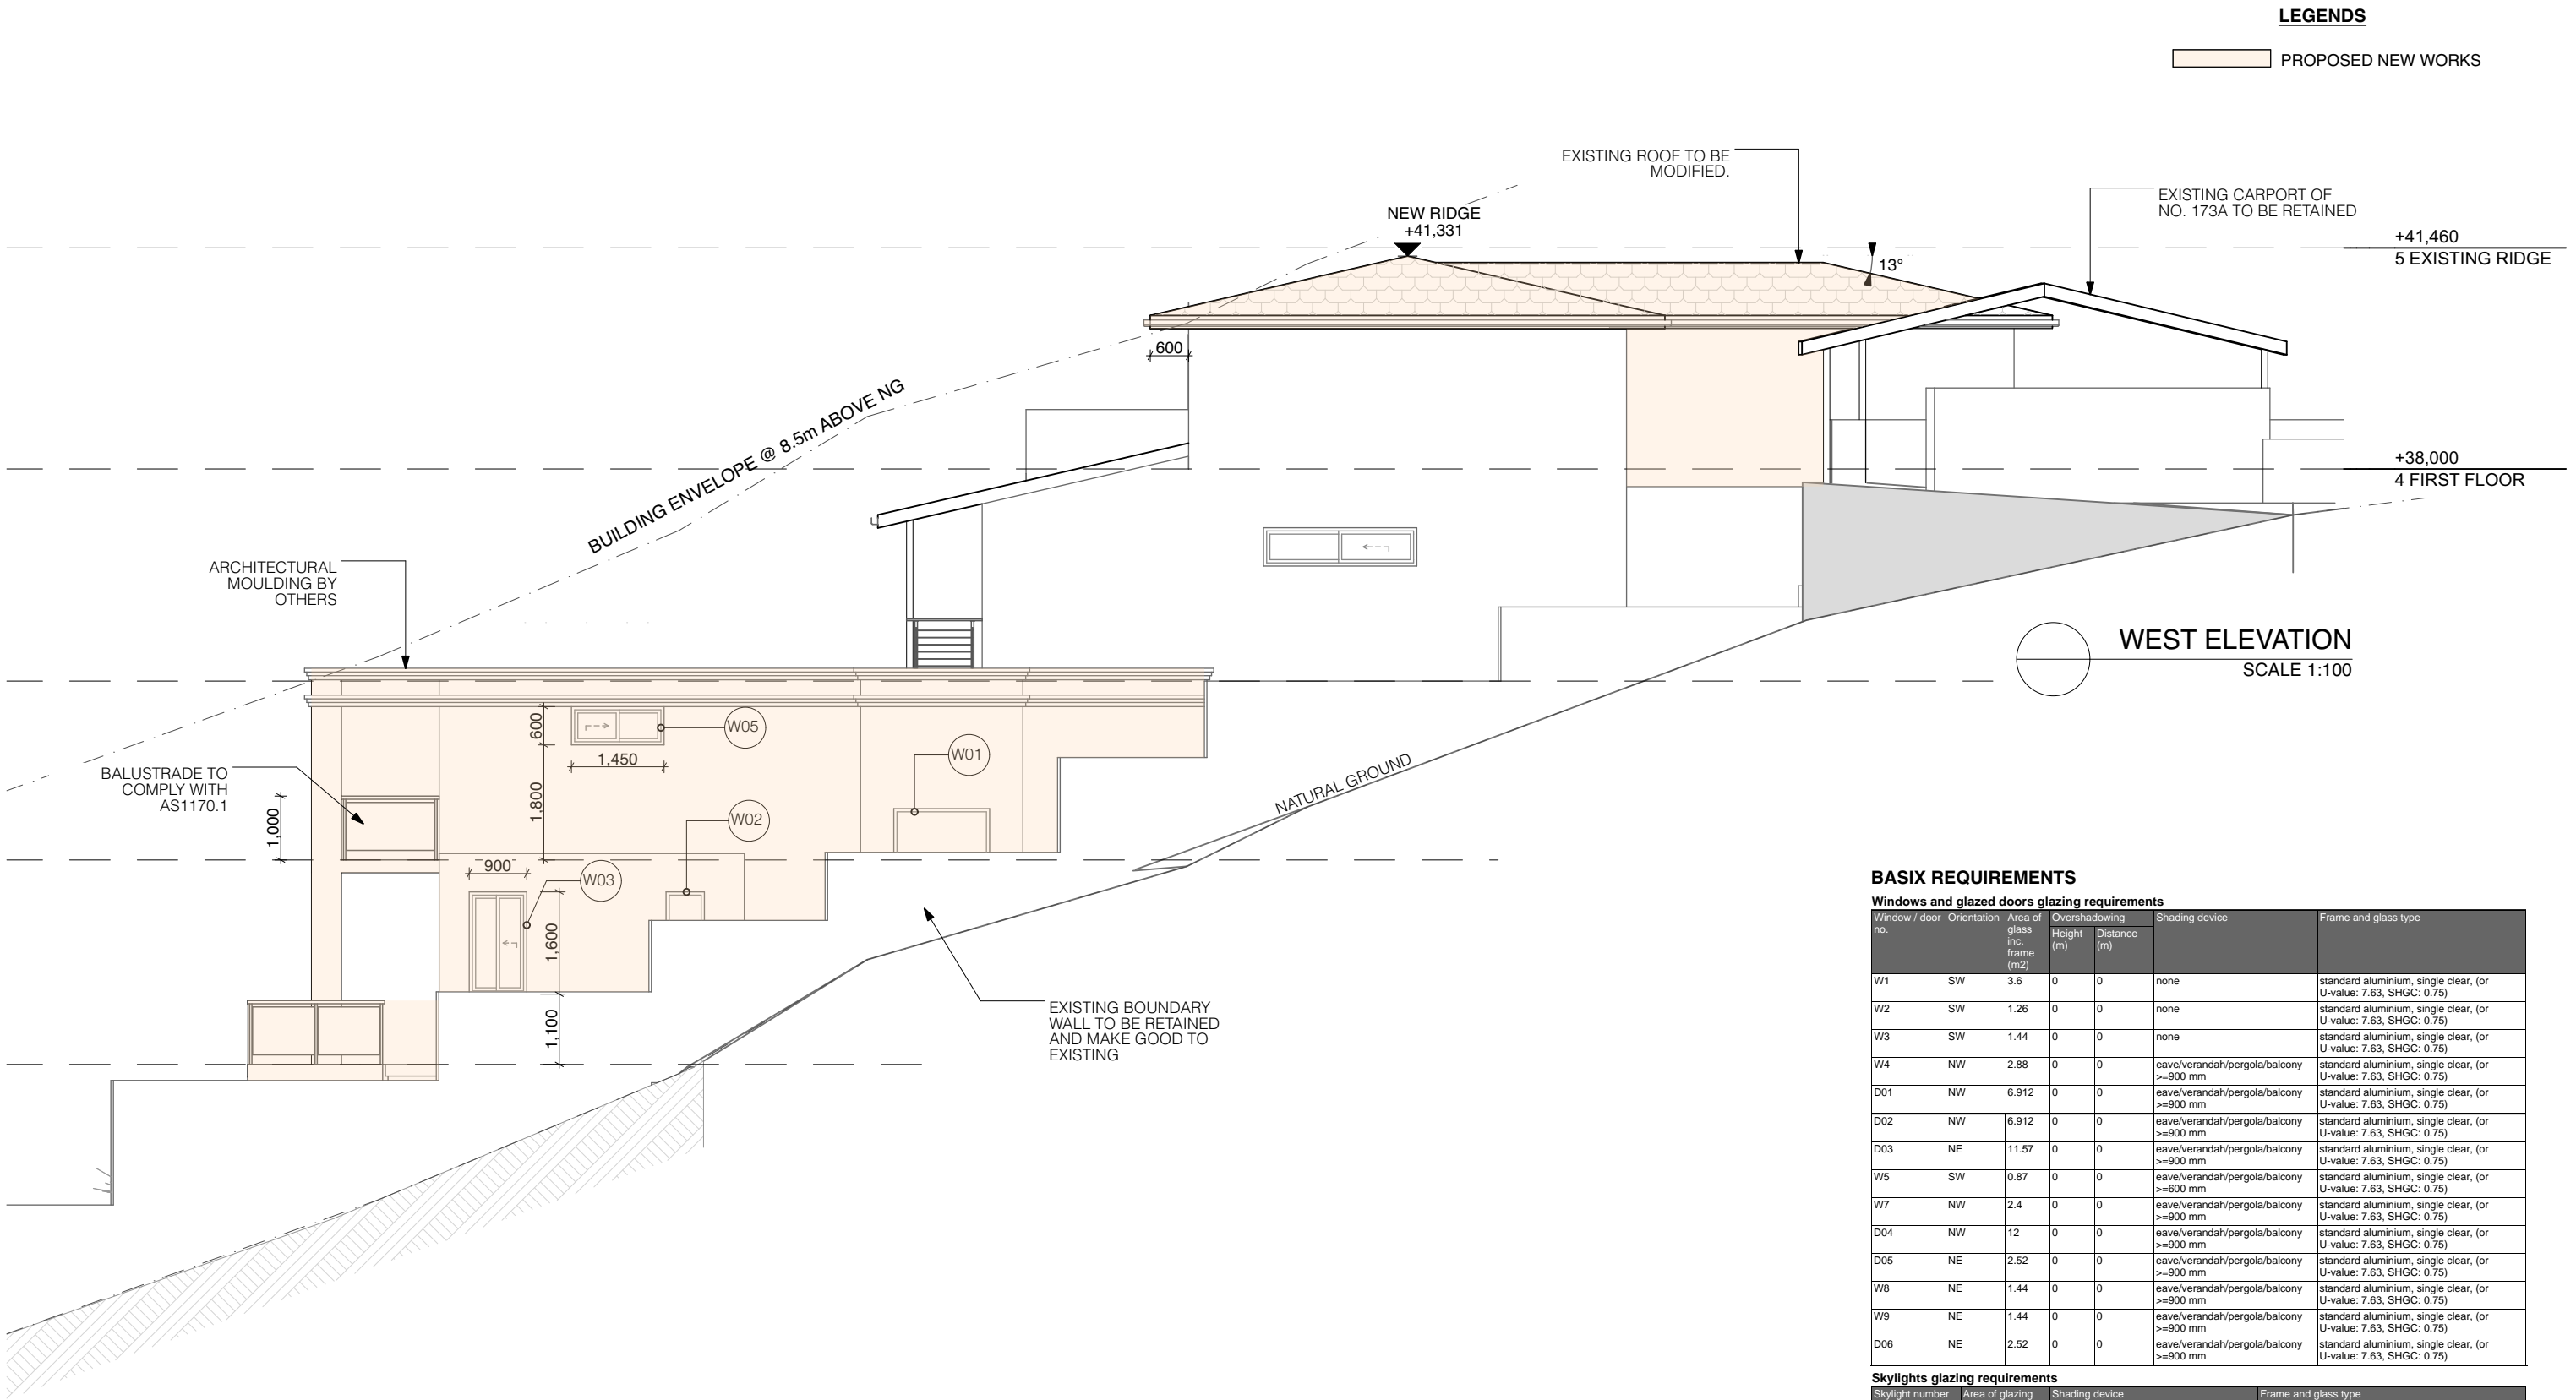 LEGENDS
PROPOSED NEW WORKS
EXISTING ROOF TO BE
MODIFIED.
EXISTING CARPORT OF
NO. 173A TO BE RETAINED
NEW RIDGE
+41,331
13°
+41,460
5 EXISTING RIDGE
600
BUILDING ENVELOPE @ 8.5m ABOVE NG
+38,000
4 FIRST FLOOR
ARCHITECTURAL
MOULDING BY
OTHERS
WEST ELEVATION
SCALE 1:100
600
W05
1,450
W01
BALUSTRADE TO
COMPLY WITH
AS1170.1
1,000
1,800
W02
NATURAL GROUND
900
W03
1,600
1,100
EXISTING BOUNDARY
WALL TO BE RETAINED
AND MAKE GOOD TO
EXISTING
BASIX REQUIREMENTS
Windows and glazed doors glazing requirements
Window / door no. Orientation Area of glass inc. frame (m2) Overshadowing Height (m) Distance (m) Shading device Frame and glass type
W1 SW 3.6 0 0 none standard aluminium, single clear, (or
U-value: 7.63, SHGC: 0.75)
W2 SW 1.26 0 0 none standard aluminium, single clear, (or
U-value: 7.63, SHGC: 0.75)
W3 SW 1.44 0 0 none standard aluminium, single clear, (or
U-value: 7.63, SHGC: 0.75)
W4 NW 2.88 0 0 eave/verandah/pergola/balcony standard aluminium, single clear, (or
>=900 mm U-value: 7.63, SHGC: 0.75)
D01 NW 6.912 0 0 eave/verandah/pergola/balcony standard aluminium, single clear, (or
>=900 mm U-value: 7.63, SHGC: 0.75)
D02 NW 6.912 0 0 eave/verandah/pergola/balcony standard aluminium, single clear, (or
>=900 mm U-value: 7.63, SHGC: 0.75)
D03 NE 11.57 0 0 eave/verandah/pergola/balcony standard aluminium, single clear, (or
>=900 mm U-value: 7.63, SHGC: 0.75)
W5 SW 0.87 0 0 eave/verandah/pergola/balcony standard aluminium, single clear, (or
>=600 mm U-value: 7.63, SHGC: 0.75)
W7 NW 2.4 0 0 eave/verandah/pergola/balcony standard aluminium, single clear, (or
>=900 mm U-value: 7.63, SHGC: 0.75)
D04 NW 12 0 0 eave/verandah/pergola/balcony standard aluminium, single clear, (or
>=900 mm U-value: 7.63, SHGC: 0.75)
D05 NE 2.52 0 0 eave/verandah/pergola/balcony standard aluminium, single clear, (or
>=900 mm U-value: 7.63, SHGC: 0.75)
W8 NE 1.44 0 0 eave/verandah/pergola/balcony standard aluminium, single clear, (or
>=900 mm U-value: 7.63, SHGC: 0.75)
W9 NE 1.44 0 0 eave/verandah/pergola/balcony standard aluminium, single clear, (or
>=900 mm U-value: 7.63, SHGC: 0.75)
D06 NE 2.52 0 0 eave/verandah/pergola/balcony standard aluminium, single clear, (or
>=900 mm U-value: 7.63, SHGC: 0.75)
Skylights glazing requirements
Skylight number Area of glazing Shading device Frame and glass type